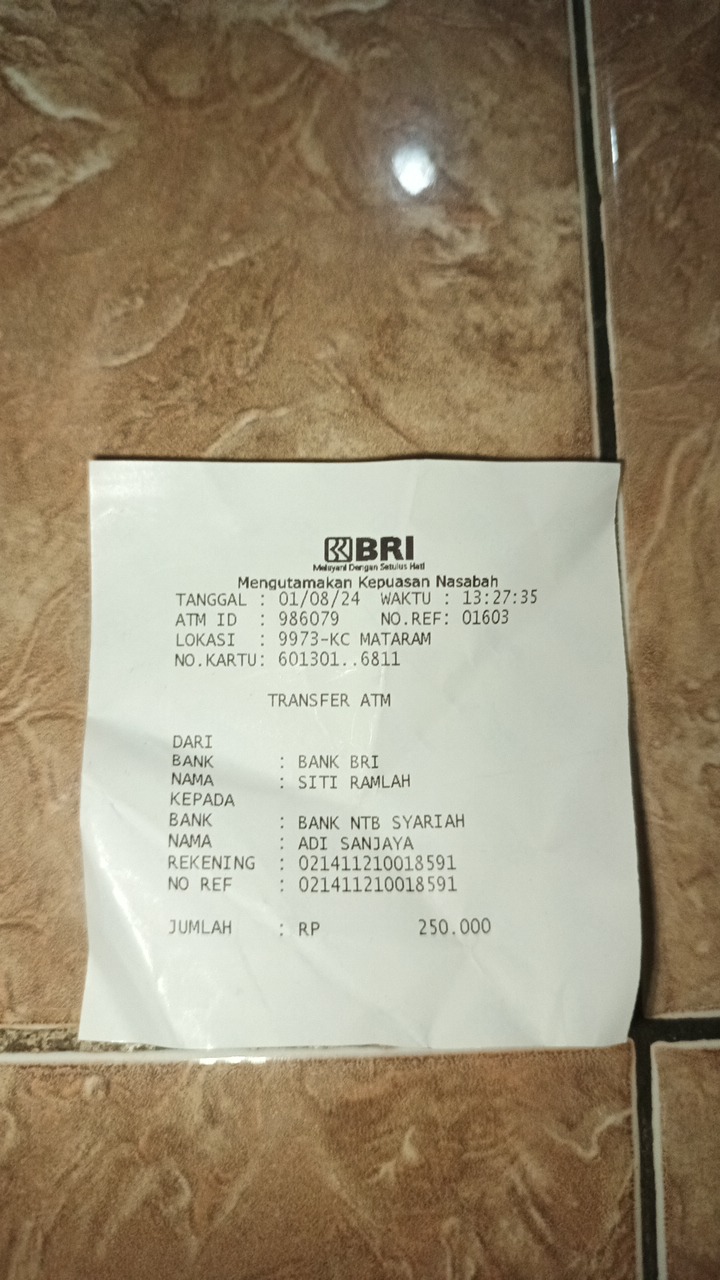 BRI
Melayani Dengan Setulus Hati
Mengutamakan Kepuasan Nasabah
TANGGAL : 01/08/24 WAKTU : 13:27:35
ATM ID : 986079 NO.REF: 01603
LOKASI : 9973-KC MATARAM
NO.KARTU: 601301..6811
TRANSFER ATM
DARI
BANK : BANK BRI
NAMA : SITI RAMLAH
KEPADA
BANK : BANK NTB SYARIAH
NAMA : ADI SANJAYA
REKENING : 021411210018591
NO REF : 021411210018591
JUMLAH : RP 250.000